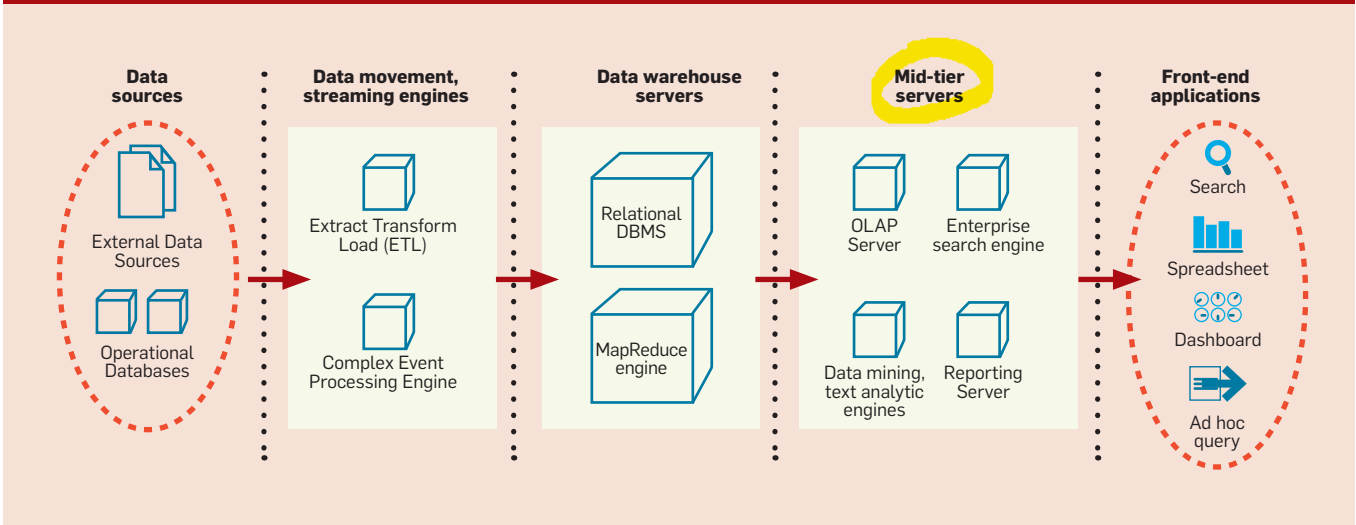 Data
sources
Data movement,
streaming engines
Data warehouse
servers
Mid-tier
servers
Front-end
applications
External Data
Sources
Operational
Databases
Extract Transform
Load (ETL)
Complex Event
Processing Engine
Relational
DBMS
MapReduce
engine
OLAP
Server
Enterprise
search engine
Data mining,
text analytic
engines
Reporting
Server
Search
Spreadsheet
Dashboard
Ad hoc
query